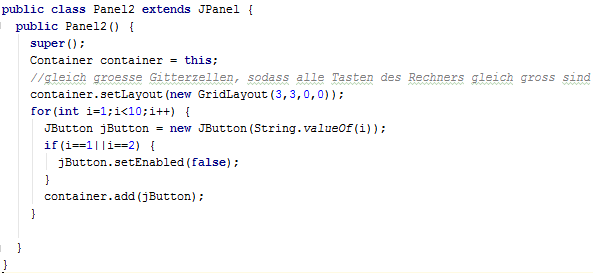 public class Panel2 extends JPanel {
public Panel2() {
super();
Container container = this;
//gleich groesse Gitterzellen, sodass alle Tasten des Rechners gleich gross sind
container.setLayout(new GridLayout(3,3,0,0));
for(int i=1;i<10;i++) {
JButton jButton = new JButton(String.valueOf(i));
if(i==1||i==2) {
jButton.setEnabled(false);
}
container.add(jButton);
}
}
}